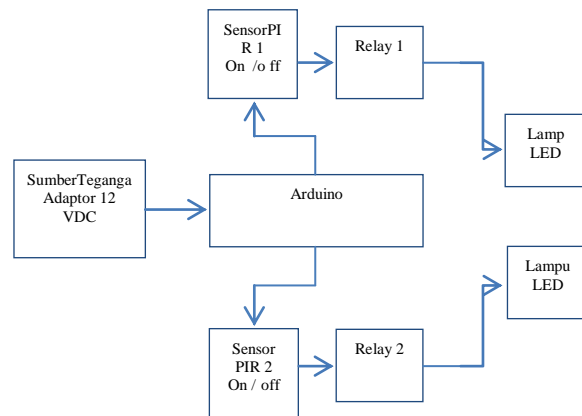 SensorPI
R 1
On /o ff
Relay 1
Lamp
LED
SumberTeganga
Adaptor 12
VDC
Arduino
Lampu
LED
Sensor
PIR 2
On / off
Relay 2